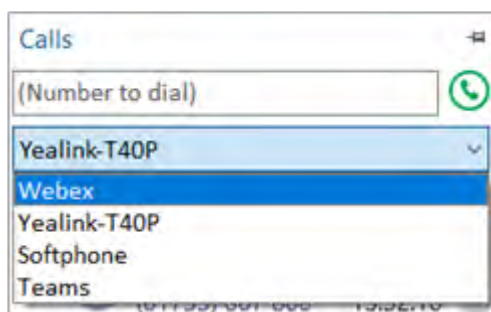 Calls
(Number to dial)
Yealink-T40P
Webex
Yealink-T40P
Softphone
Teams